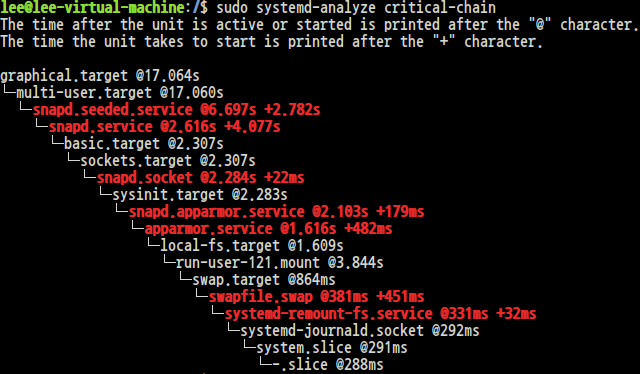 lee@lee-virtual-machine:/$ sudo systemd-analyze critical-chain
The time after the unit is active or started is printed after the "@" character.
The time the unit takes to start is printed after the "+" character.

graphical.target @17.064s
└─multi-user.target @17.060s
  └─snapd.seeded.service @6.697s +2.782s
    └─snapd.service @2.616s +4.077s
      └─basic.target @2.307s
        └─sockets.target @2.307s
          └─snapd.socket @2.284s +22ms
            └─sysinit.target @2.283s
              └─snapd.apparmor.service @2.103s +179ms
                └─apparmor.service @1.616s +482ms
                  └─local-fs.target @1.609s
                    └─run-user-121.mount @3.844s
                      └─swap.target @864ms
                        └─swapfile.swap @381ms +451ms
                          └─systemd-remount-fs.service @331ms +32ms
                            └─systemd-journald.socket @292ms
                              └─system.slice @291ms
                                └─-.slice @288ms